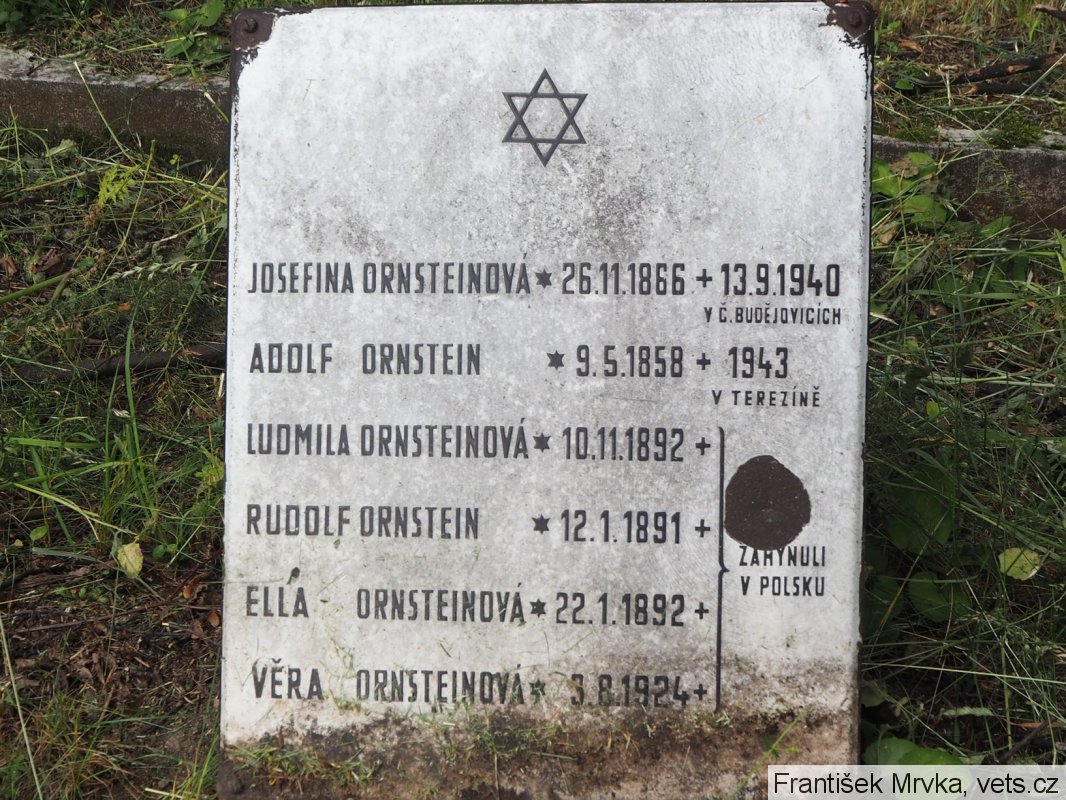 JOSEFINA ORNSTEINOVÁ * 26.11.1866 + 13.9.1940
V Č. BUDĚJOVICÍCH
ADOLF ORNSTEIN * 9.5.1858 + 1943
V TEREZÍNĚ
LUDMILA ORNSTEINOVÁ * 10.11.1892 +
RUDOLF ORNSTEIN * 12.1.1891 +
ZAHYNULI
V POLSKU
ELLA ORNSTEINOVÁ * 22.1.1892 +
VĚRA ORNSTEINOVÁ * 3.8.1924 +
František Mrvka, vets.cz